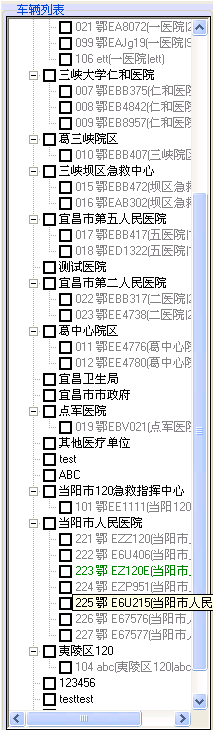 车辆列表
021 鄂EA8072(一医院|2
099 鄂EAJg19(一医院|9
106 ett(一医院|ett)
三峡大学仁和医院
007 鄂EBB375(仁和医院
008 鄂EB4842(仁和医院
009 鄂EB8957(仁和医院
葛三峡院区
010 鄂EBB407(三峡院区
三峡坝区急救中心
015 鄂EBB472(坝区急救
016 鄂EAB302(坝区急救
宜昌市第五人民医院
017 鄂EBB417(五医院|
018 鄂ED1322(五医院|
测试医院
宜昌市第二人民医院
022 鄂EBB317(二医院|2
023 鄂EE4738(二医院|2
葛中心院区
011 鄂EE4776(葛中心院
012 鄂EE4780(葛中心院
宜昌卫生局
宜昌市市政府
点军医院
019 鄂EBV021(点军医院
其他医疗单位
test
ABC
当阳市120急救指挥中心
101 鄂EE1111(当阳120
当阳市人民医院
221 鄂 EZZ120(当阳市
222 鄂 E6U406(当阳市
223 鄂 EZ120E(当阳市
224 鄂 EZP951(当阳市
225 鄂 E6U215(当阳市人民
226 鄂 E67576(当阳市
227 鄂 E67577(当阳市
夷陵区120
104 abc(夷陵区120|abc
123456
testtest